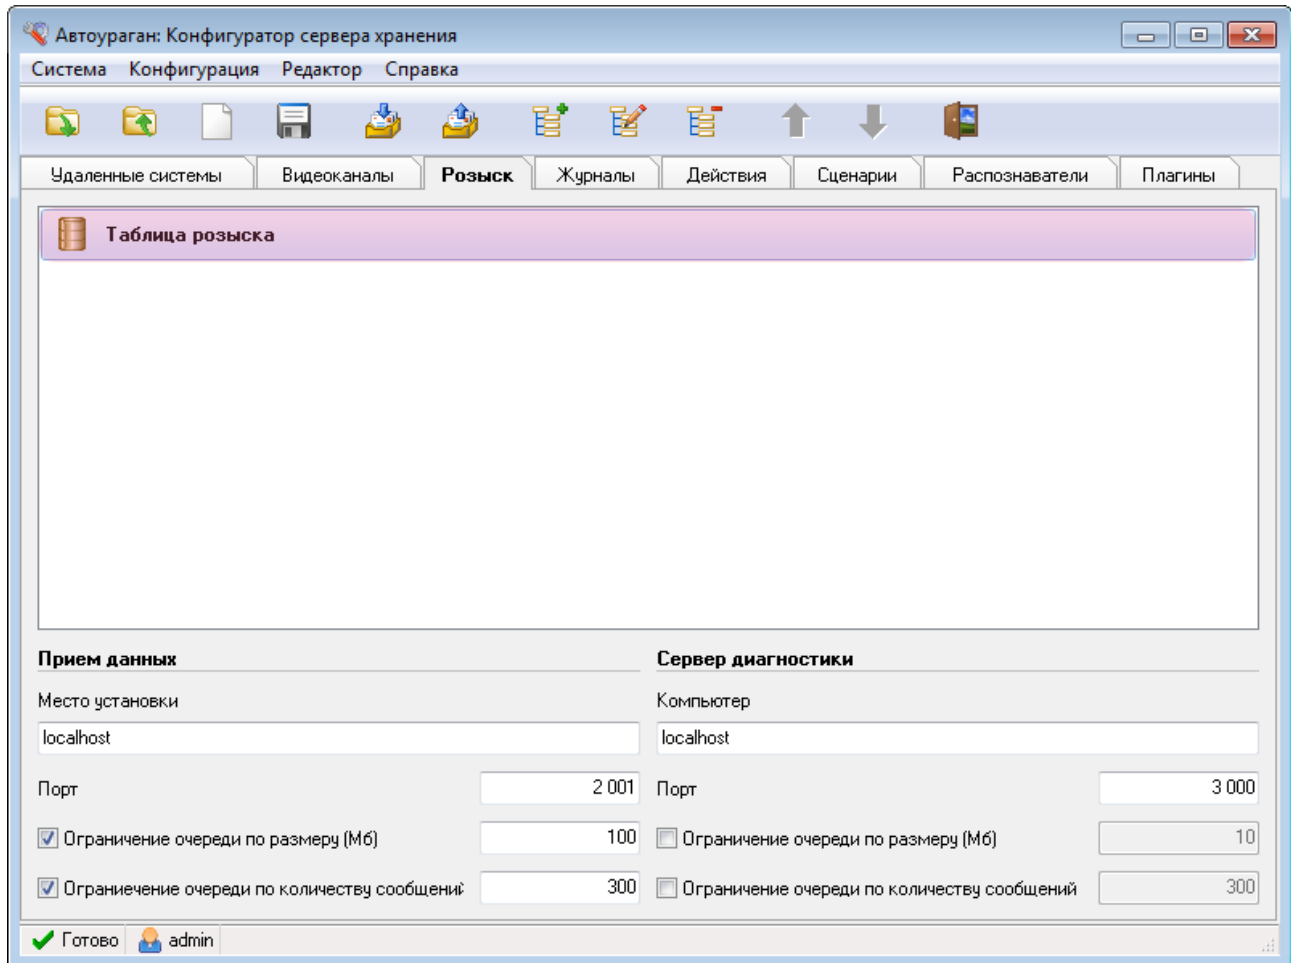 Автоураган: Конфигуратор сервера хранения
Система Конфигурация Редактор Справка
Удаленные системы Видеоканалы Розыск Журналы Действия Сценарии Распознаватели Плагины
Таблица розыска
Прием данных Сервер диагностики
Место установки Компьютер
localhost localhost
Порт 2 001 Порт 3 000
Ограничение очереди по размеру (Мб) 100 Ограничение очереди по размеру (Мб) 10
Ограниечение очереди по количеству сообщений 300 Ограничение очереди по количеству сообщений 300
Готово admin